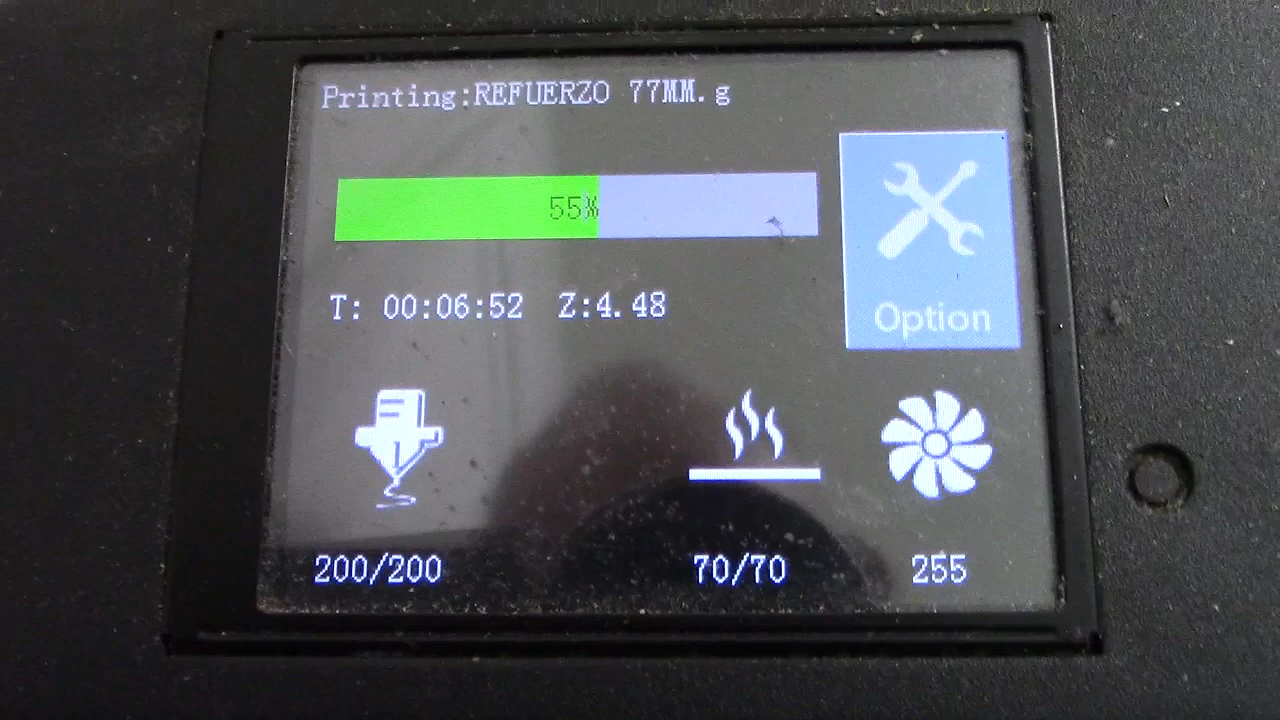 Printing:REFUERZO 77MM.g
55%
T: 00:06:52 Z:4.48
Option
200/200
70/70
255